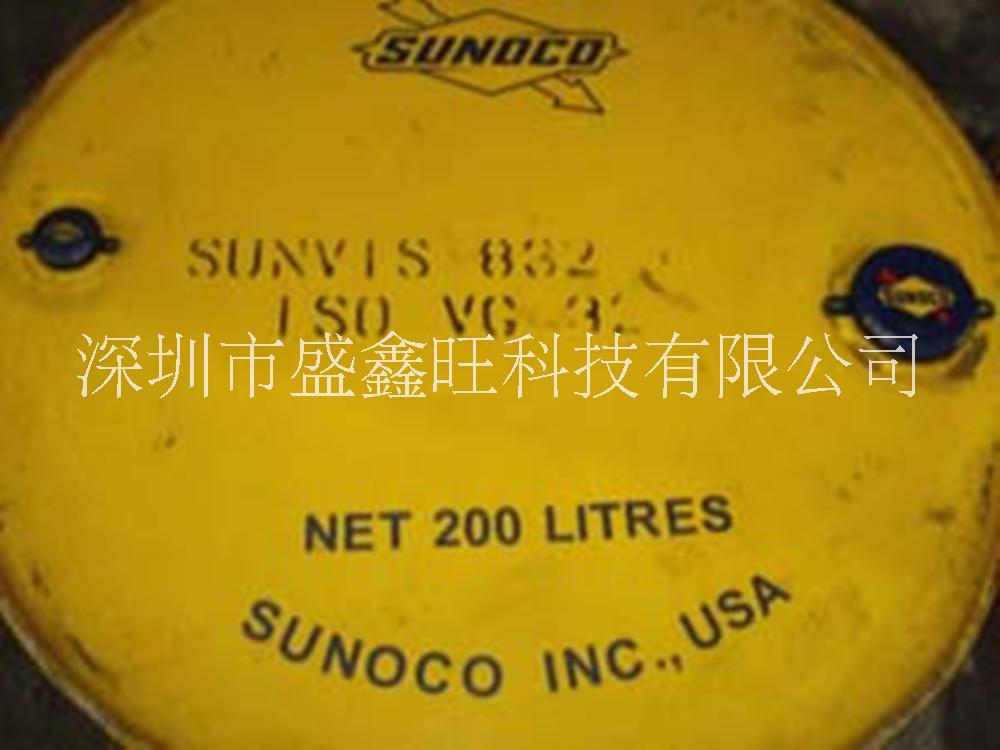 SUNOCO
SUNVIS 832
ISO VG 32
SUNOCO
深圳市盛鑫旺科技有限公司
NET 200 LITRES
SUNOCO INC., USA